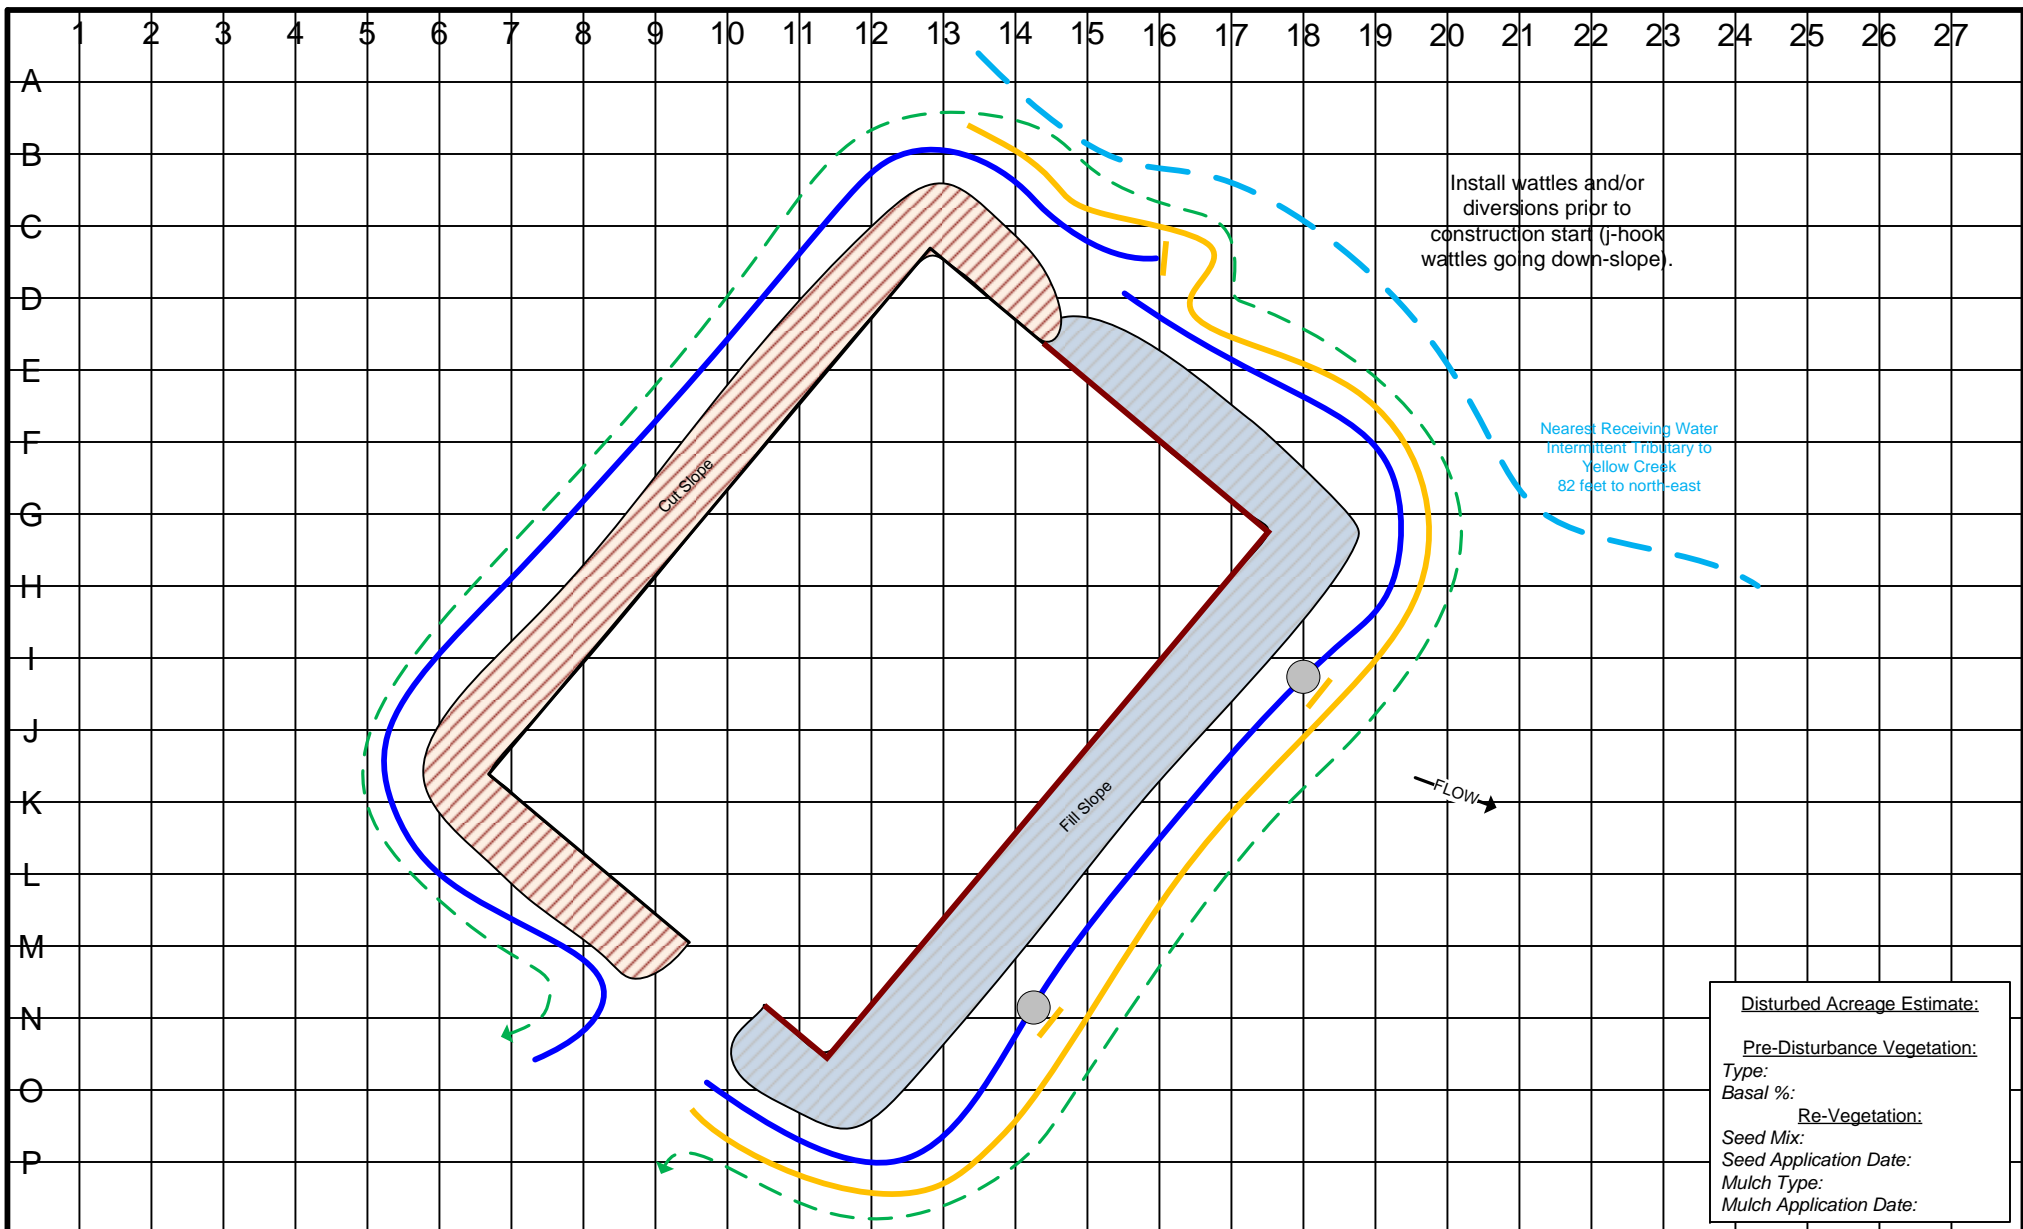 1 2 3 4 5 6 7 8 9 10 11 12 13 14 15 16 17 18 19 20 21 22 23 24 25 26 27
A
B
C
D
E
F
G
H
I
J
K
L
M
N
O
P
Install wattles and/or
diversions prior to
construction start (j-hook
wattles going down-slope).
Nearest Receiving Water
Intermittent Tributary to
Yellow Creek
82 feet to north-east
Cut Slope
Fill Slope
FLOW
Disturbed Acreage Estimate:
Pre-Disturbance Vegetation:
Type:
Basal %:
Re-Vegetation:
Seed Mix:
Seed Application Date:
Mulch Type:
Mulch Application Date: